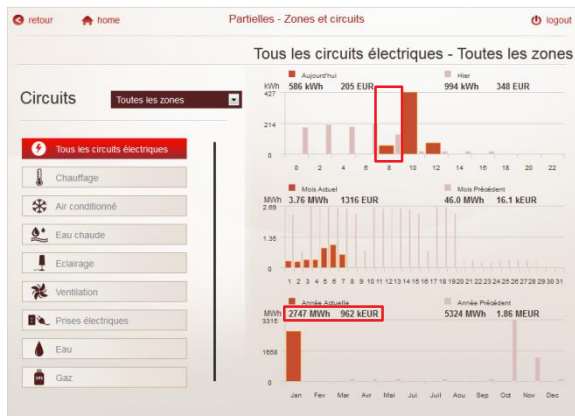 retour home Partielles - Zones et circuits logout
Tous les circuits électriques - Toutes les zones
Circuits Toutes les zones
Tous les circuits électriques
Chauffage
Air conditionné
Eau chaude
Eclairage
Ventilation
Prises électriques
Eau
Gaz
Aujourd'hui Hier
kWh 586 kWh 205 EUR 994 kWh 348 EUR
427
214
0
0 2 4 6 8 10 12 14 16 18 20 22
Mois Actuel Mois Précédent
MWh 3.76 MWh 1316 EUR 46.0 MWh 16.1 kEUR
2.69
1.35
0
1 2 3 4 5 6 7 8 9 10 11 12 13 14 15 16 17 18 19 20 21 22 23 24 25 26 27 28 29 30 31
Année Actuelle Année Précédent
MWh 2747 MWh 962 kEUR 5324 MWh 1.86 MEUR
3315
1658
0
Jan Fev Mar Avr Mai Jui Juil Aou Sep Oct Nov Dec